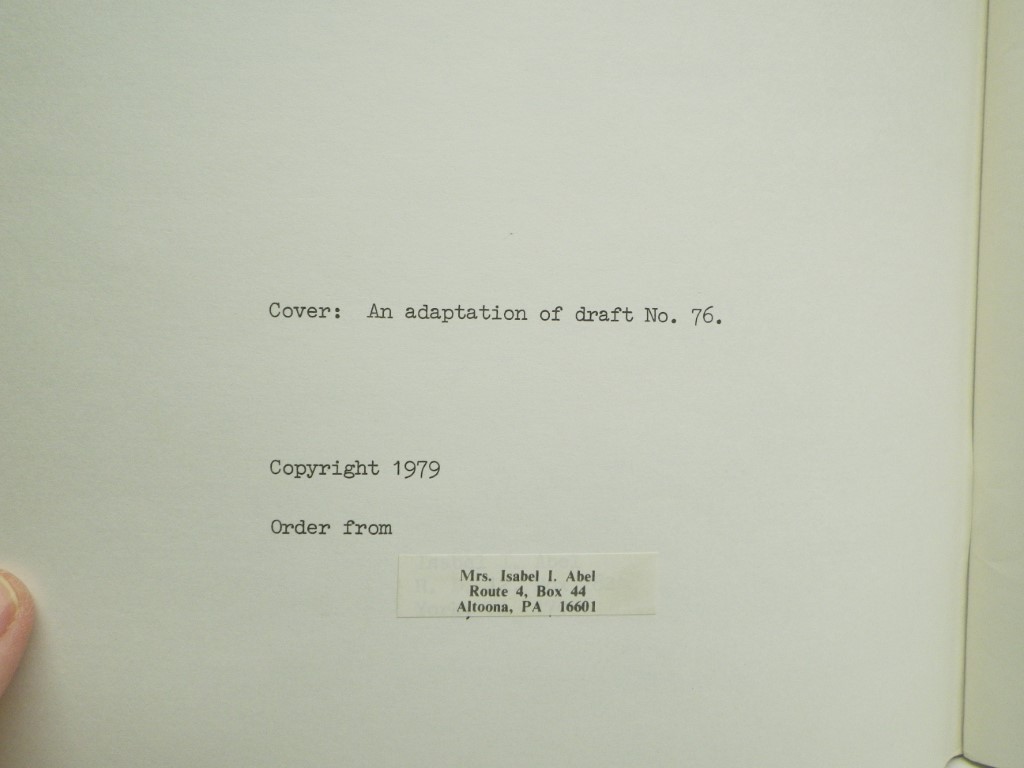 Cover: An adaptation of draft No. 76.
Copyright 1979
Order from
Mrs. Isabel I. Abel
Route 4, Box 44
Altoona, PA 16601